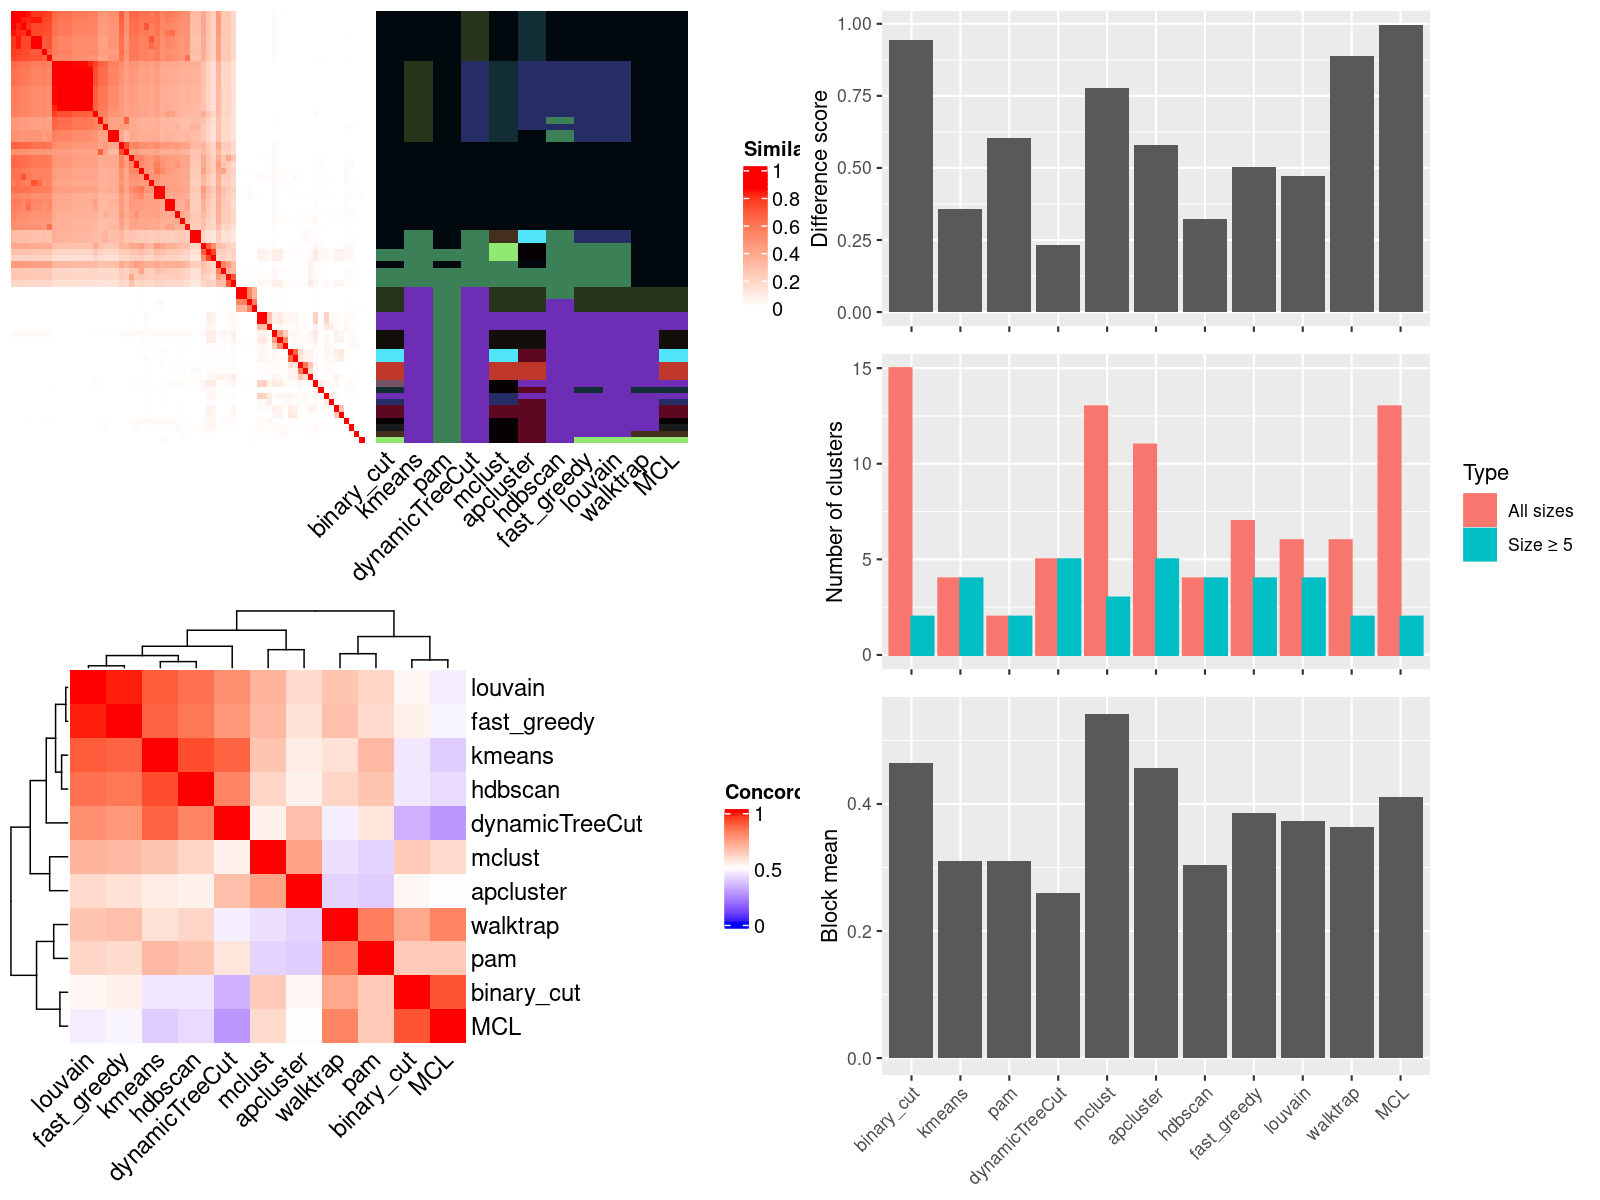 Simila
1
0.8
0.6
0.4
0.2
0
binary_cut
kmeans
pam
dynamicTreeCut
mclust
apcluster
hdbscan
fast_greedy
louvain
walktrap
MCL
louvain
fast_greedy
kmeans
hdbscan
dynamicTreeCut
mclust
apcluster
walktrap
pam
binary_cut
MCL
louvain
fast_greedy
kmeans
hdbscan
dynamicTreeCut
mclust
apcluster
walktrap
pam
binary_cut
MCL
Concord
1
0.5
0
Difference score
1.00
0.75
0.50
0.25
0.00
Number of clusters
15
10
5
0
Type
All sizes
Size ≥ 5
Block mean
0.4
0.2
0.0
binary_cut
kmeans
pam
dynamicTreeCut
mclust
apcluster
hdbscan
fast_greedy
louvain
walktrap
MCL